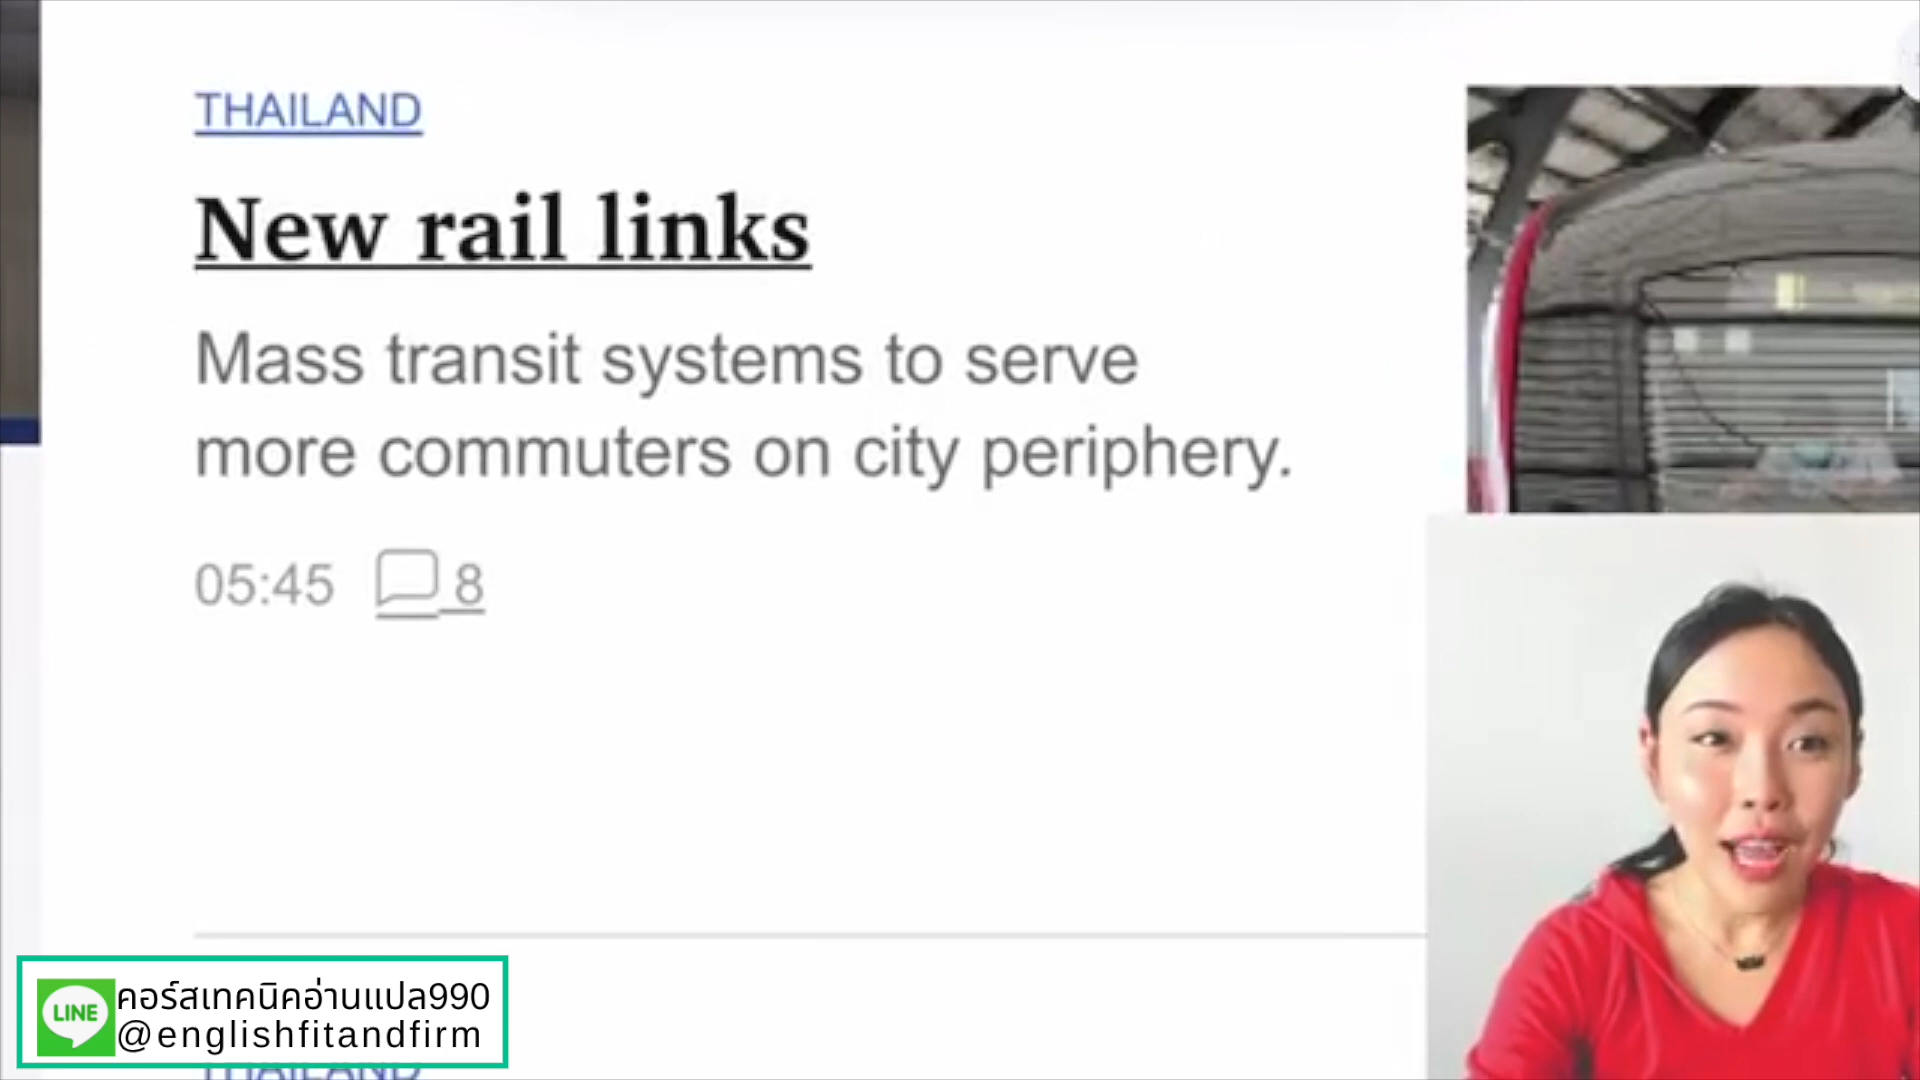 THAILAND
New rail links
Mass transit systems to serve
more commuters on city periphery.
05:45 8
LINE
คอร์สเทคนิคอ่านแปล990
@englishfitandfirm
THAILAND